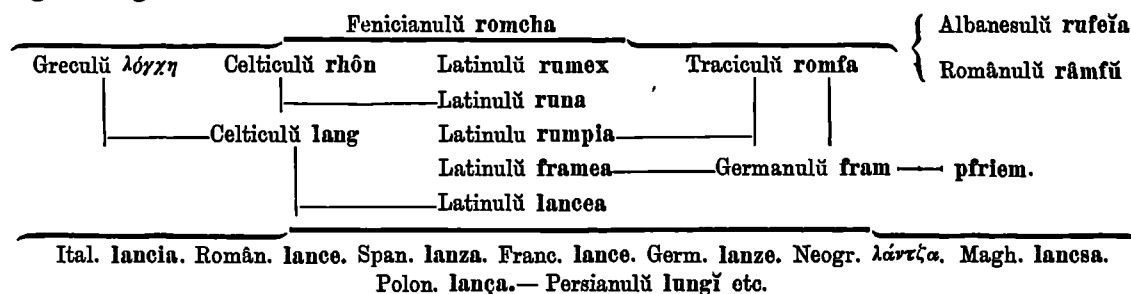 Fenicianulŭ romcha
Albanesulŭ rufeĭa
Greculŭ λόγχη Celticulŭ rhôn Latinulŭ rumex Traciculŭ romfa
Românulŭ râmfŭ
Latinulŭ runa
Celticulŭ lang Latinulu rumpia
Latinulŭ framea Germanulŭ fram — pfriem.
Latinulŭ lancea
Ital. lancia. Român. lance. Span. lanza. Franc. lance. Germ. lanze. Neogr. λάντζα. Magh. lancsa.
Polon. lança.— Persianulŭ lungĭ etc.